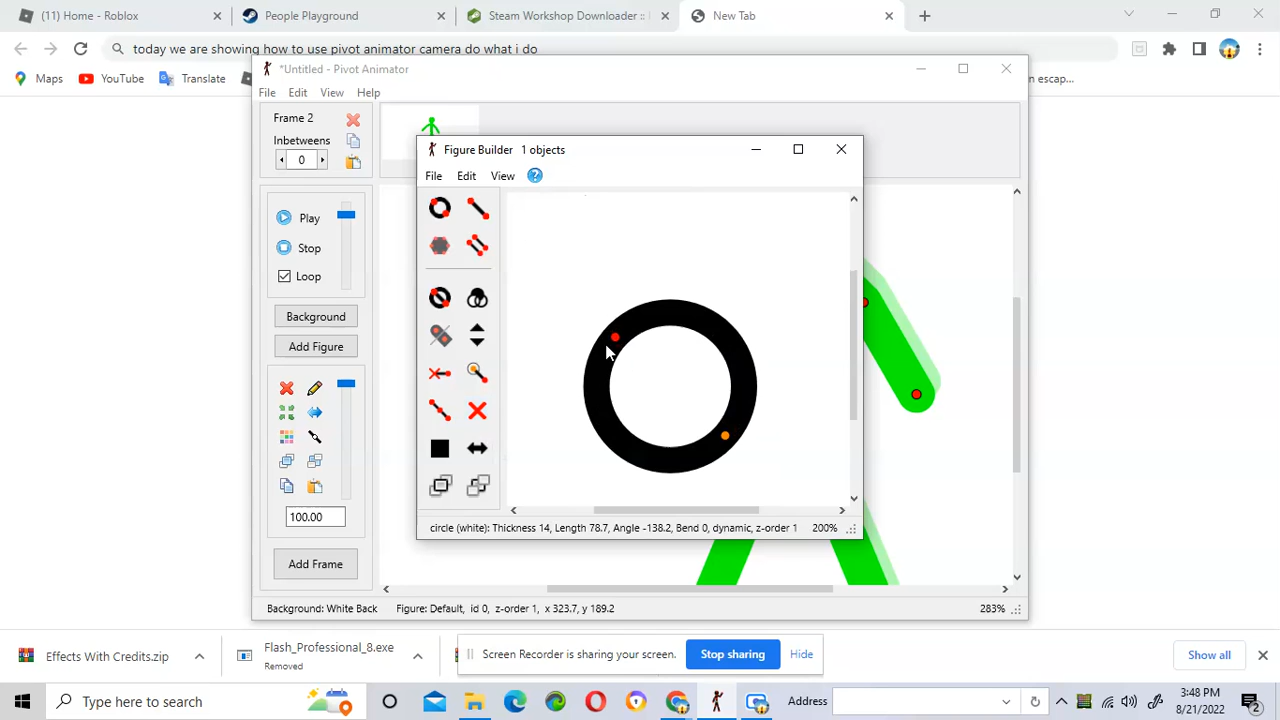 (11) Home - Roblox
People Playground
Steam Workshop Downloader ::
New Tab
today we are showing how to use pivot animator camera do what i do
Maps
YouTube
Translate
n escap...
*Untitled - Pivot Animator
File Edit View Help
Frame 2
Inbetweens
0
Play
Stop
Loop
Background
Add Figure
100.00
Add Frame
Figure Builder 1 objects
File Edit View
circle (white): Thickness 14, Length 78.7, Angle -138.2, Bend 0, dynamic, z-order 1 200%
Background: White Back Figure: Default, id 0, z-order 1, x 323.7, y 189.2 283%
Effects With Credits.zip
Flash_Professional_8.exe
Removed
Screen Recorder is sharing your screen.
Stop sharing
Hide
Show all
Type here to search
Address
3:48 PM
8/21/2022
2